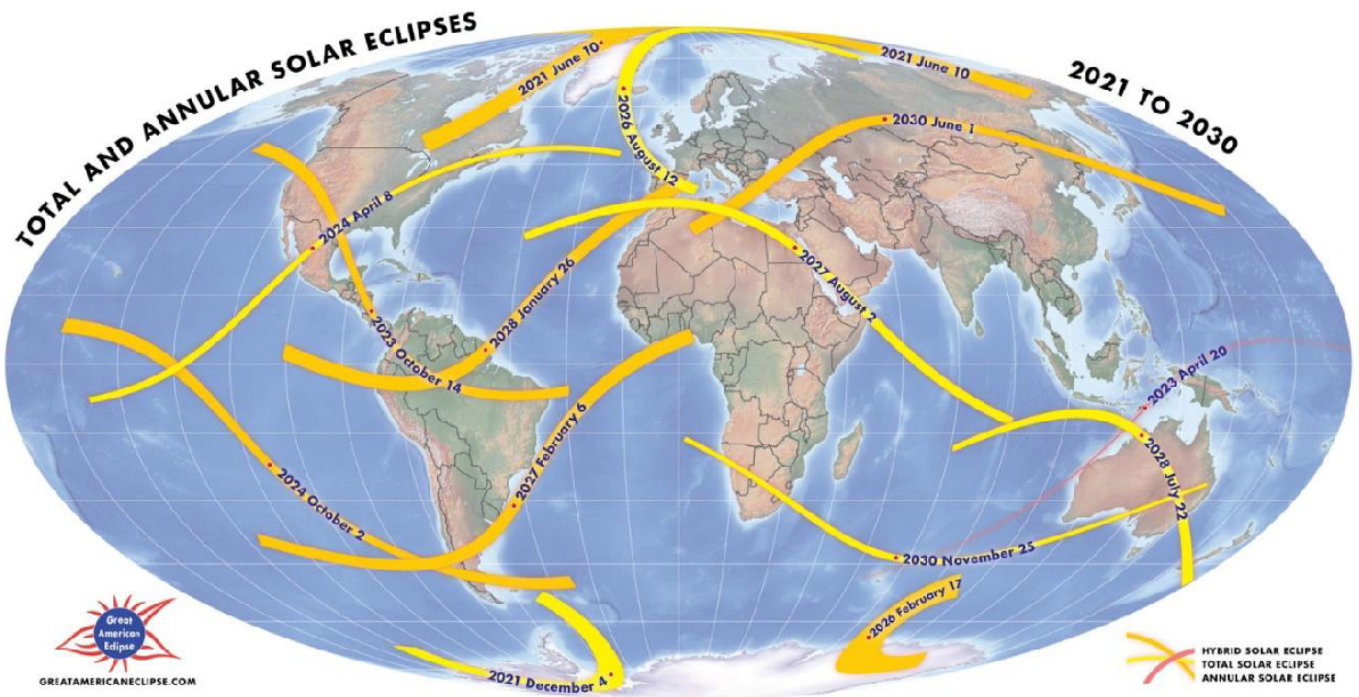 TOTAL AND ANNULAR SOLAR ECLIPSES
2021 TO 2030
2021 June 10
2021 June 10
2026 August 12
2030 June 1
2024 April 8
2028 January 26
2027 August 2
2023 October 14
2023 April 20
2027 February 6
2028 July 22
2024 October 2
2030 November 25
2026 February 17
2021 December 4
Great
American
Eclipse
GREATAMERICANECLIPSE.COM
HYBRID SOLAR ECLIPSE
TOTAL SOLAR ECLIPSE
ANNULAR SOLAR ECLIPSE